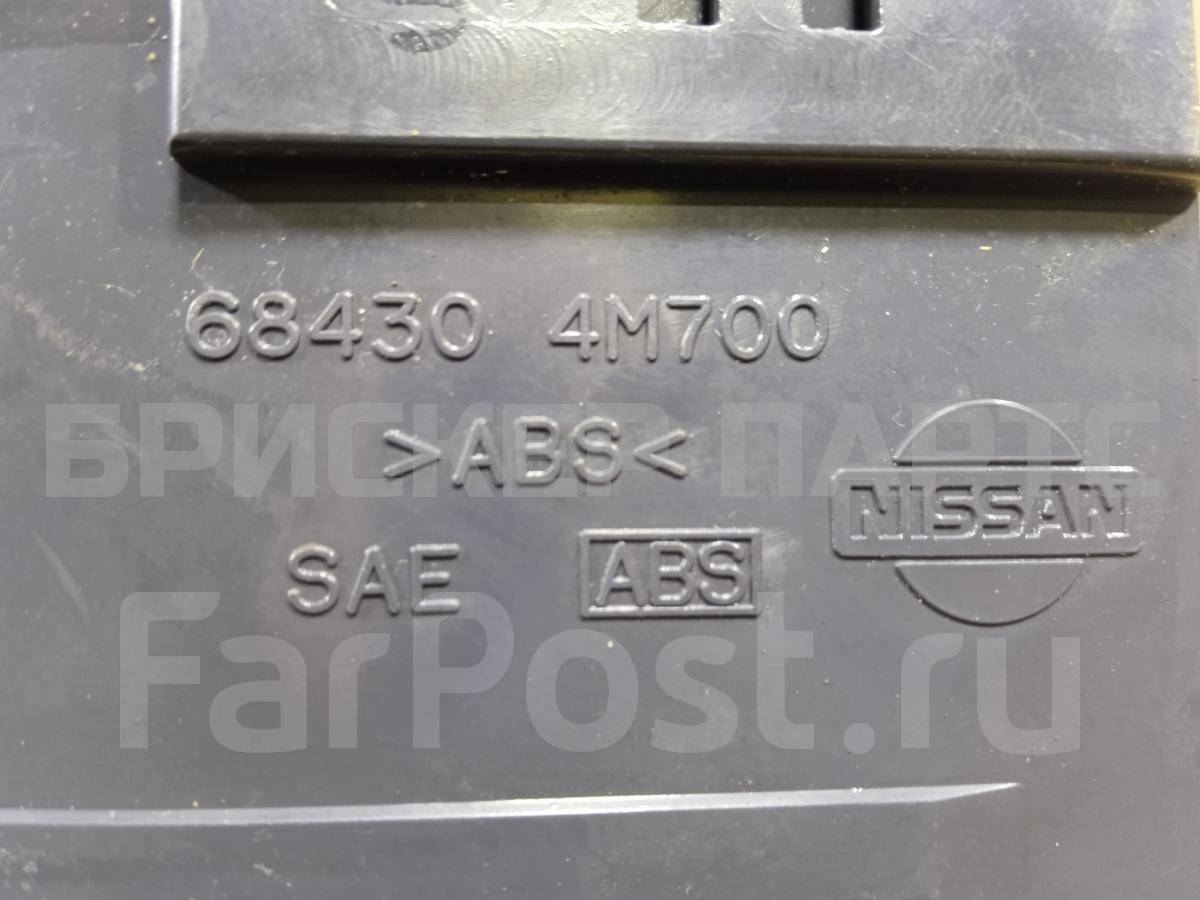 68430 4M700
БРИСКЕР ПАРТС
>ABS<
NISSAN
SAE ABS
FarPost.ru